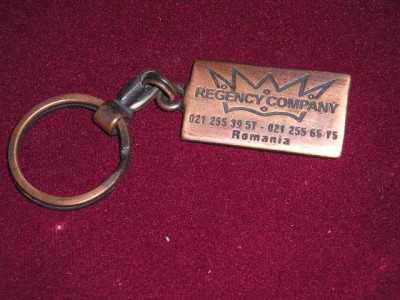 REGENCY COMPANY
021 255 39 57 - 021 255 65 75
Romania